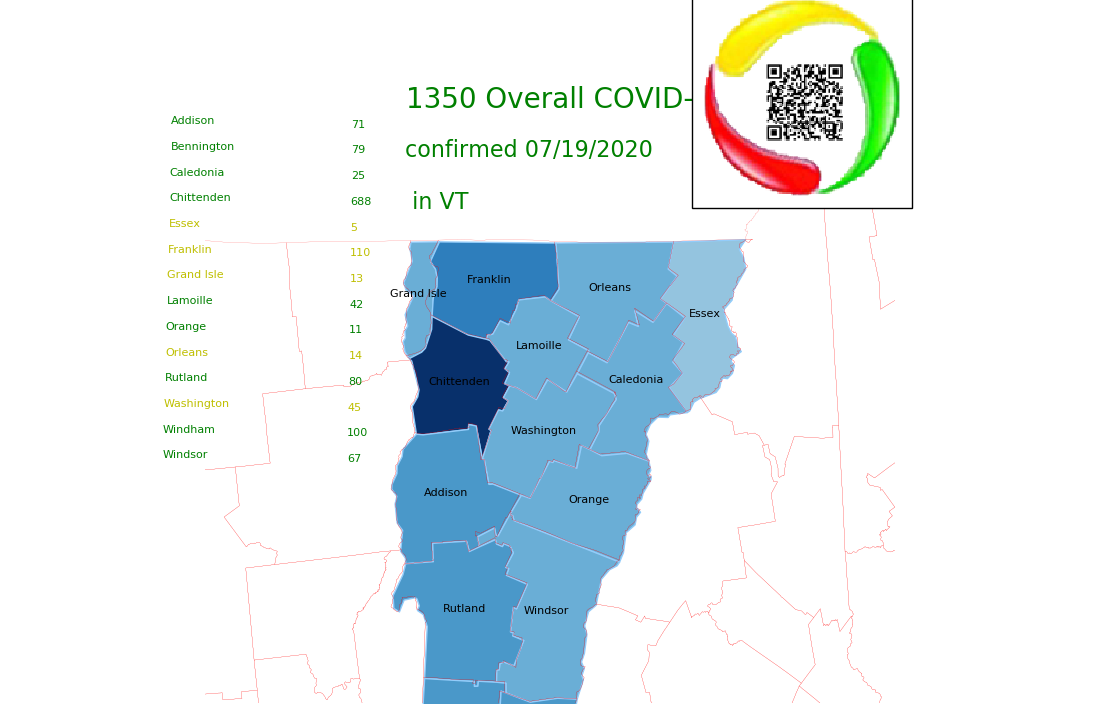 1350 Overall COVID-
confirmed 07/19/2020
in VT
Addison 71
Bennington 79
Caledonia 25
Chittenden 688
Essex 5
Franklin 110
Grand Isle 13
Lamoille 42
Orange 11
Orleans 14
Rutland 80
Washington 45
Windham 100
Windsor 67
Franklin
Orleans
Grand Isle
Essex
Lamoille
Chittenden
Caledonia
Washington
Addison
Orange
Rutland
Windsor